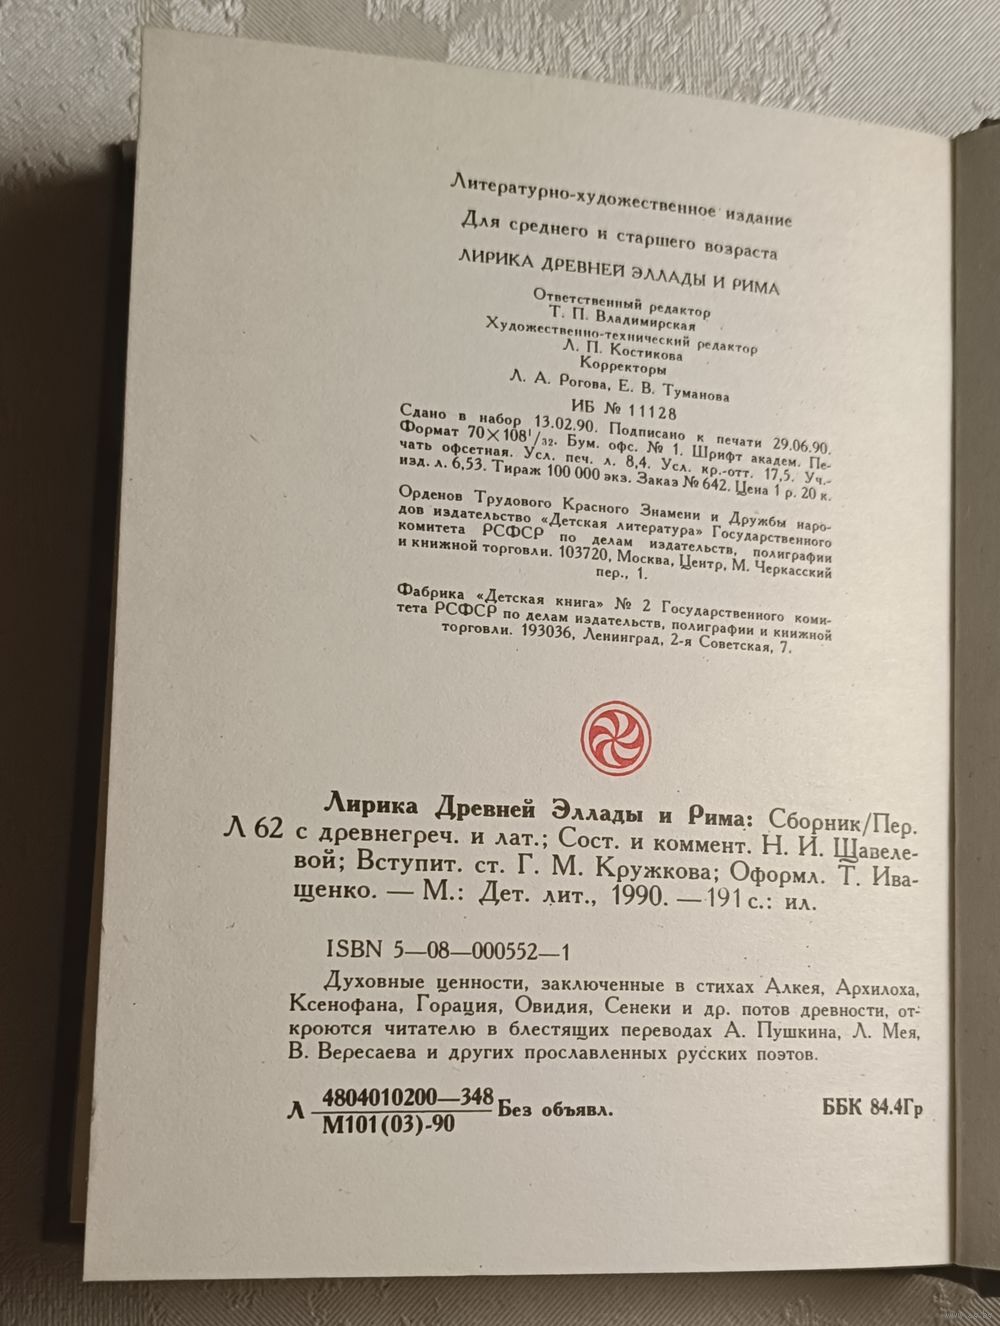 Литературно-художественное издание
Для среднего и старшего возраста
ЛИРИКА ДРЕВНЕЙ ЭЛЛАДЫ И РИМА
Ответственный редактор
Т. П. Владимирская
Художественно-технический редактор
Л. П. Костикова
Корректоры
Л. А. Рогова, Е. В. Туманова
ИБ № 11128
Сдано в набор 13.02.90. Подписано к печати 29.06.90.
Формат 70×108¹/₃₂. Бум. офс. № 1. Шрифт академ. Пе-
чать офсетная. Усл. печ. л. 8,4. Усл. кр.-отт. 17,5. Уч.-
изд. л. 6,53. Тираж 100 000 экз. Заказ № 642. Цена 1 р. 20 к.
Орденов Трудового Красного Знамени и Дружбы наро-
дов издательство «Детская литература» Государственного
комитета РСФСР по делам издательств, полиграфии
и книжной торговли. 103720, Москва, Центр, М. Черкасский
пер., 1.
Фабрика «Детская книга» № 2 Государственного коми-
тета РСФСР по делам издательств, полиграфии и книжной
торговли. 193036, Ленинград, 2-я Советская, 7.
Лирика Древней Эллады и Рима: Сборник/Пер.
Л 62 с древнегреч. и лат.; Сост. и коммент. Н. И. Щавеле-
вой; Вступит. ст. Г. М. Кружкова; Оформл. Т. Ива-
щенко. — М.: Дет. лит., 1990. — 191 с.: ил.
ISBN 5—08—000552—1
Духовные ценности, заключенные в стихах Алкея, Архилоха,
Ксенофана, Горация, Овидия, Сенеки и др. потов древности, от-
кроются читателю в блестящих переводах А. Пушкина, Л. Мея,
В. Вересаева и других прославленных русских поэтов.
Л 4804010200—348 Без объявл. ББК 84.4Гр
М101(03)-90